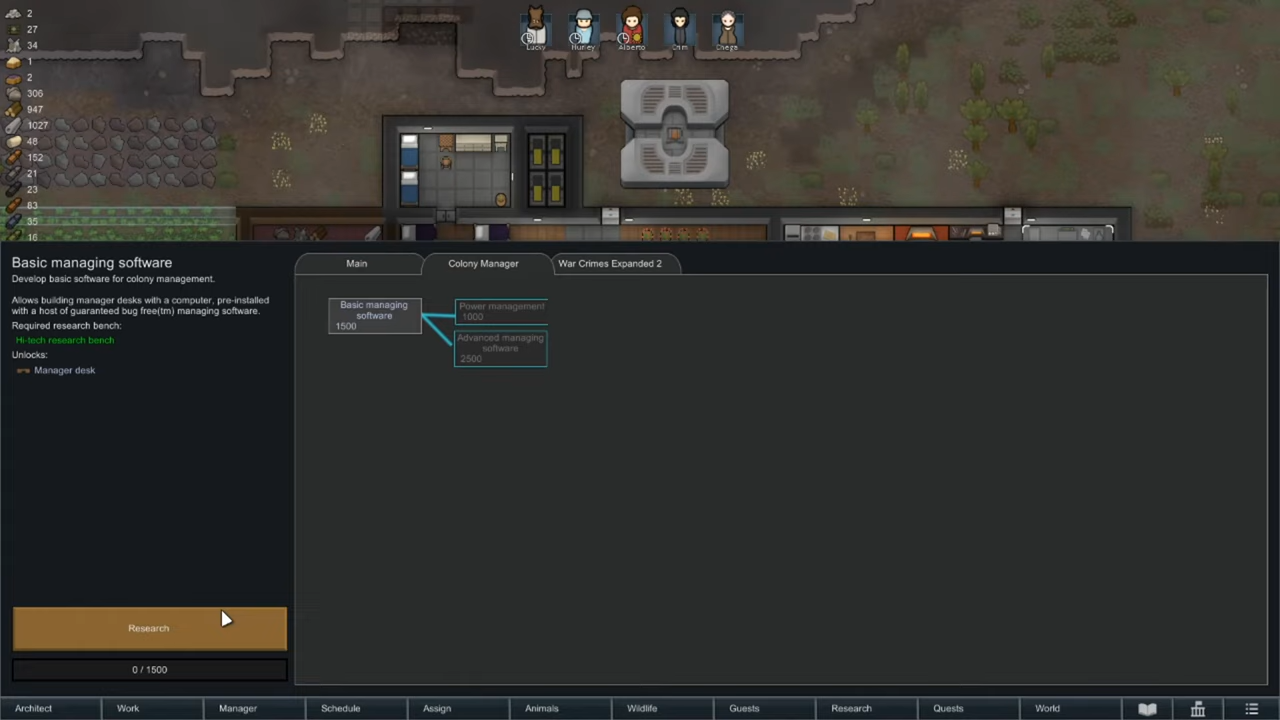 2
27
34
1
2
306
947
1027
48
152
21
23
83
35
16
Lucky Hurley Alberto Crim Chega
Basic managing software
Develop basic software for colony management.
Allows building manager desks with a computer, pre-installed
with a host of guaranteed bug free(tm) managing software.
Required research bench:
Hi-tech research bench
Unlocks:
Manager desk
Research
0 / 1500
Main Colony Manager War Crimes Expanded 2
Basic managing
software
1500
Power management
1000
Advanced managing
software
2500
Architect Work Manager Schedule Assign Animals Wildlife Guests Research Quests World